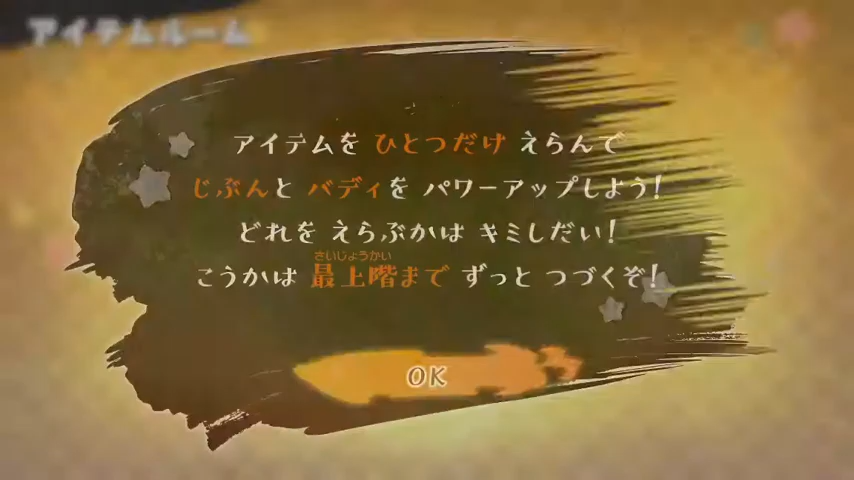 アイテムルーム
アイテムを ひとつだけ えらんで
じぶんと バディを パワーアップしよう!
どれを えらぶかは キミしだい!
さいじょうかい
こうかは 最上階まで ずっと つづくぞ!
OK